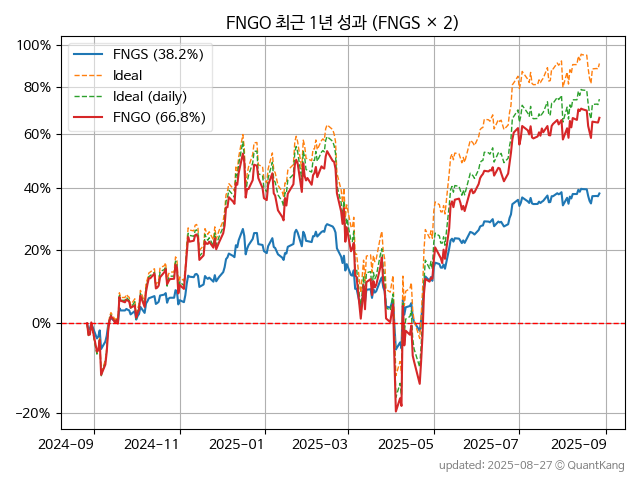 FNGO 최근 1년 성과 (FNGS × 2)
100%
80%
60%
40%
20%
0%
−20%
FNGS (38.2%)
Ideal
Ideal (daily)
FNGO (66.8%)
2024-09 2024-11 2025-01 2025-03 2025-05 2025-07 2025-09
updated: 2025-08-27 © QuantKang